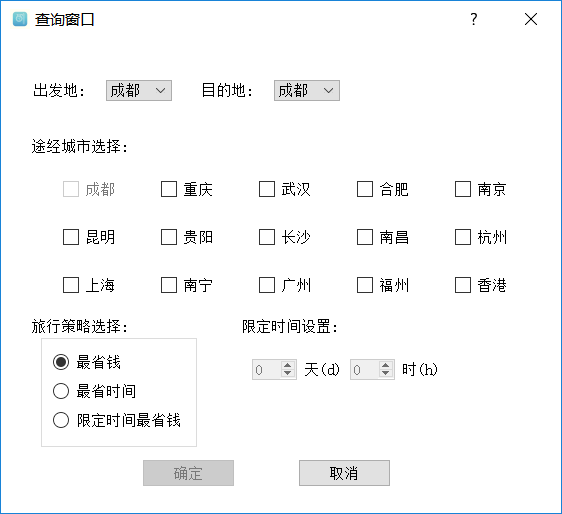 查询窗口 ?
出发地： 成都 目的地： 成都
途经城市选择：
成都 重庆 武汉 合肥 南京
昆明 贵阳 长沙 南昌 杭州
上海 南宁 广州 福州 香港
旅行策略选择： 限定时间设置：
最省钱
0 天(d) 0 时(h)
最省时间
限定时间最省钱
确定 取消